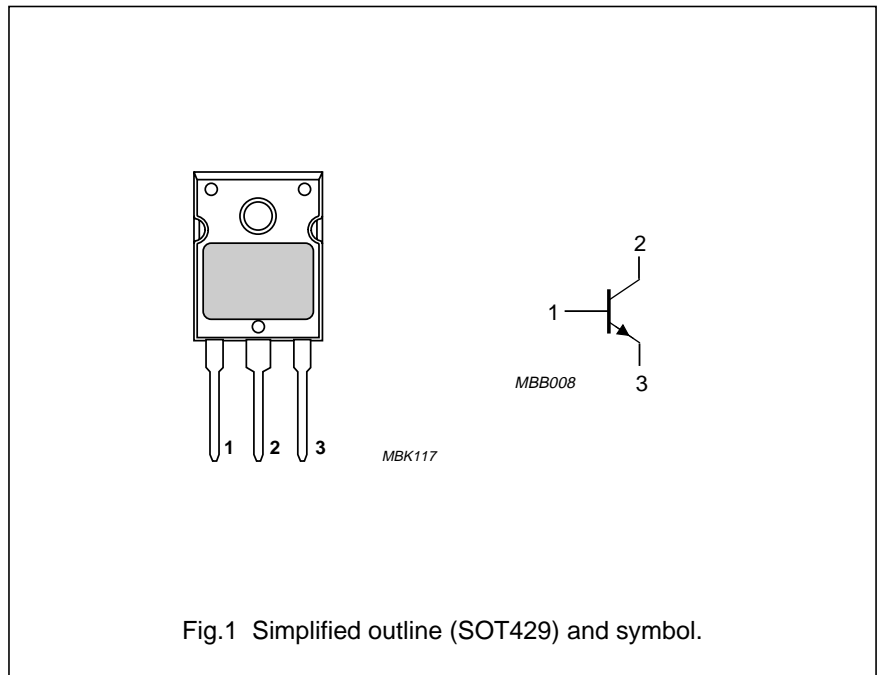 2
1
MBB008
3
1 2 3
MBK117
Fig.1 Simplified outline (SOT429) and symbol.